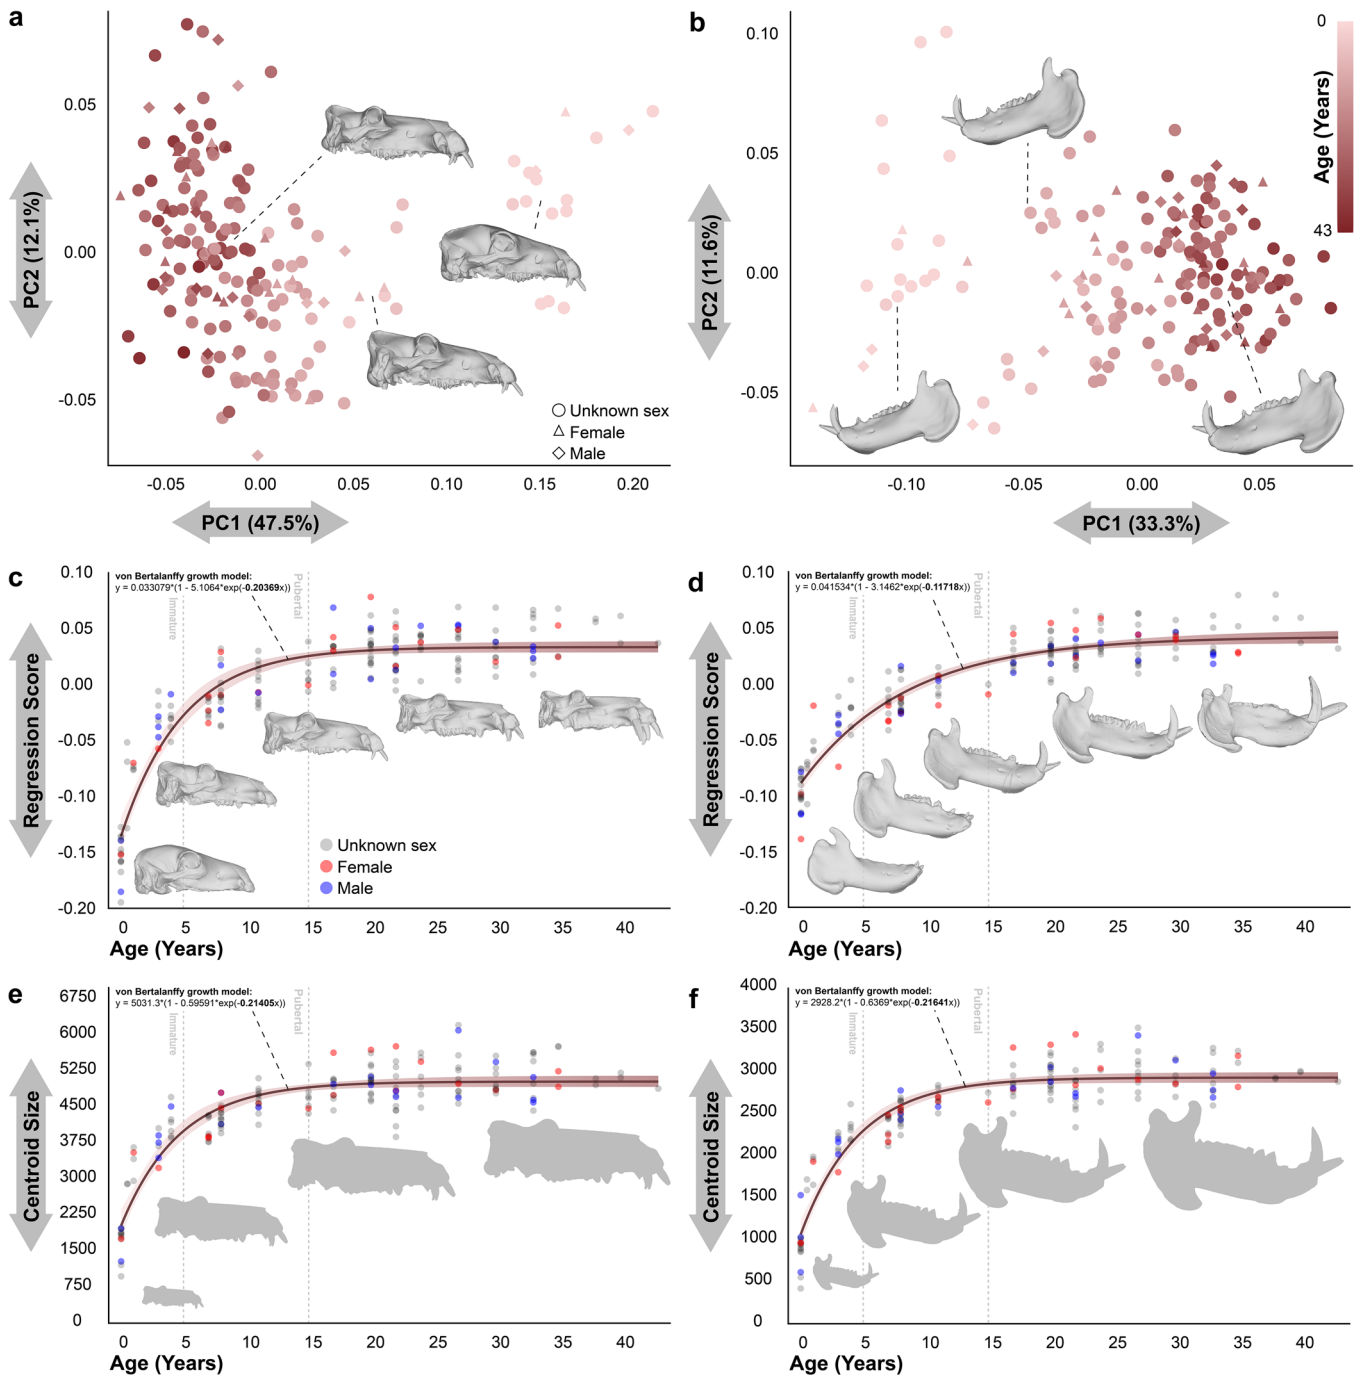 a
0.05
0.00
-0.05
PC2 (12.1%)
Unknown sex
Female
Male
-0.05
0.00
0.05
0.10
0.15
0.20
PC1 (47.5%)
b
0.10
0.05
0.00
-0.05
PC2 (11.6%)
0
Age (Years)
43
-0.10
-0.05
0.00
0.05
PC1 (33.3%)
c
von Bertalanffy growth model:
y = 0.033079*(1 - 5.1064*exp(-0.20369x))
Immature
Pubertal
0.10
0.05
0.00
-0.05
-0.10
-0.15
-0.20
Regression Score
Unknown sex
Female
Male
0
5
10
15
20
25
30
35
40
Age (Years)
d
von Bertalanffy growth model:
y = 0.041534*(1 - 3.1462*exp(-0.11718x))
Immature
Pubertal
0.10
0.05
0.00
-0.05
-0.10
-0.15
-0.20
Regression Score
0
5
10
15
20
25
30
35
40
Age (Years)
e
von Bertalanffy growth model:
y = 5031.3*(1 - 0.59591*exp(-0.21405x))
Immature
Pubertal
6750
6000
5250
4500
3750
3000
2250
1500
750
0
Centroid Size
0
5
10
15
20
25
30
35
40
Age (Years)
f
von Bertalanffy growth model:
y = 2928.2*(1 - 0.6369*exp(-0.21641x))
Immature
Pubertal
4000
3500
3000
2500
2000
1500
1000
500
0
Centroid Size
0
5
10
15
20
25
30
35
40
Age (Years)